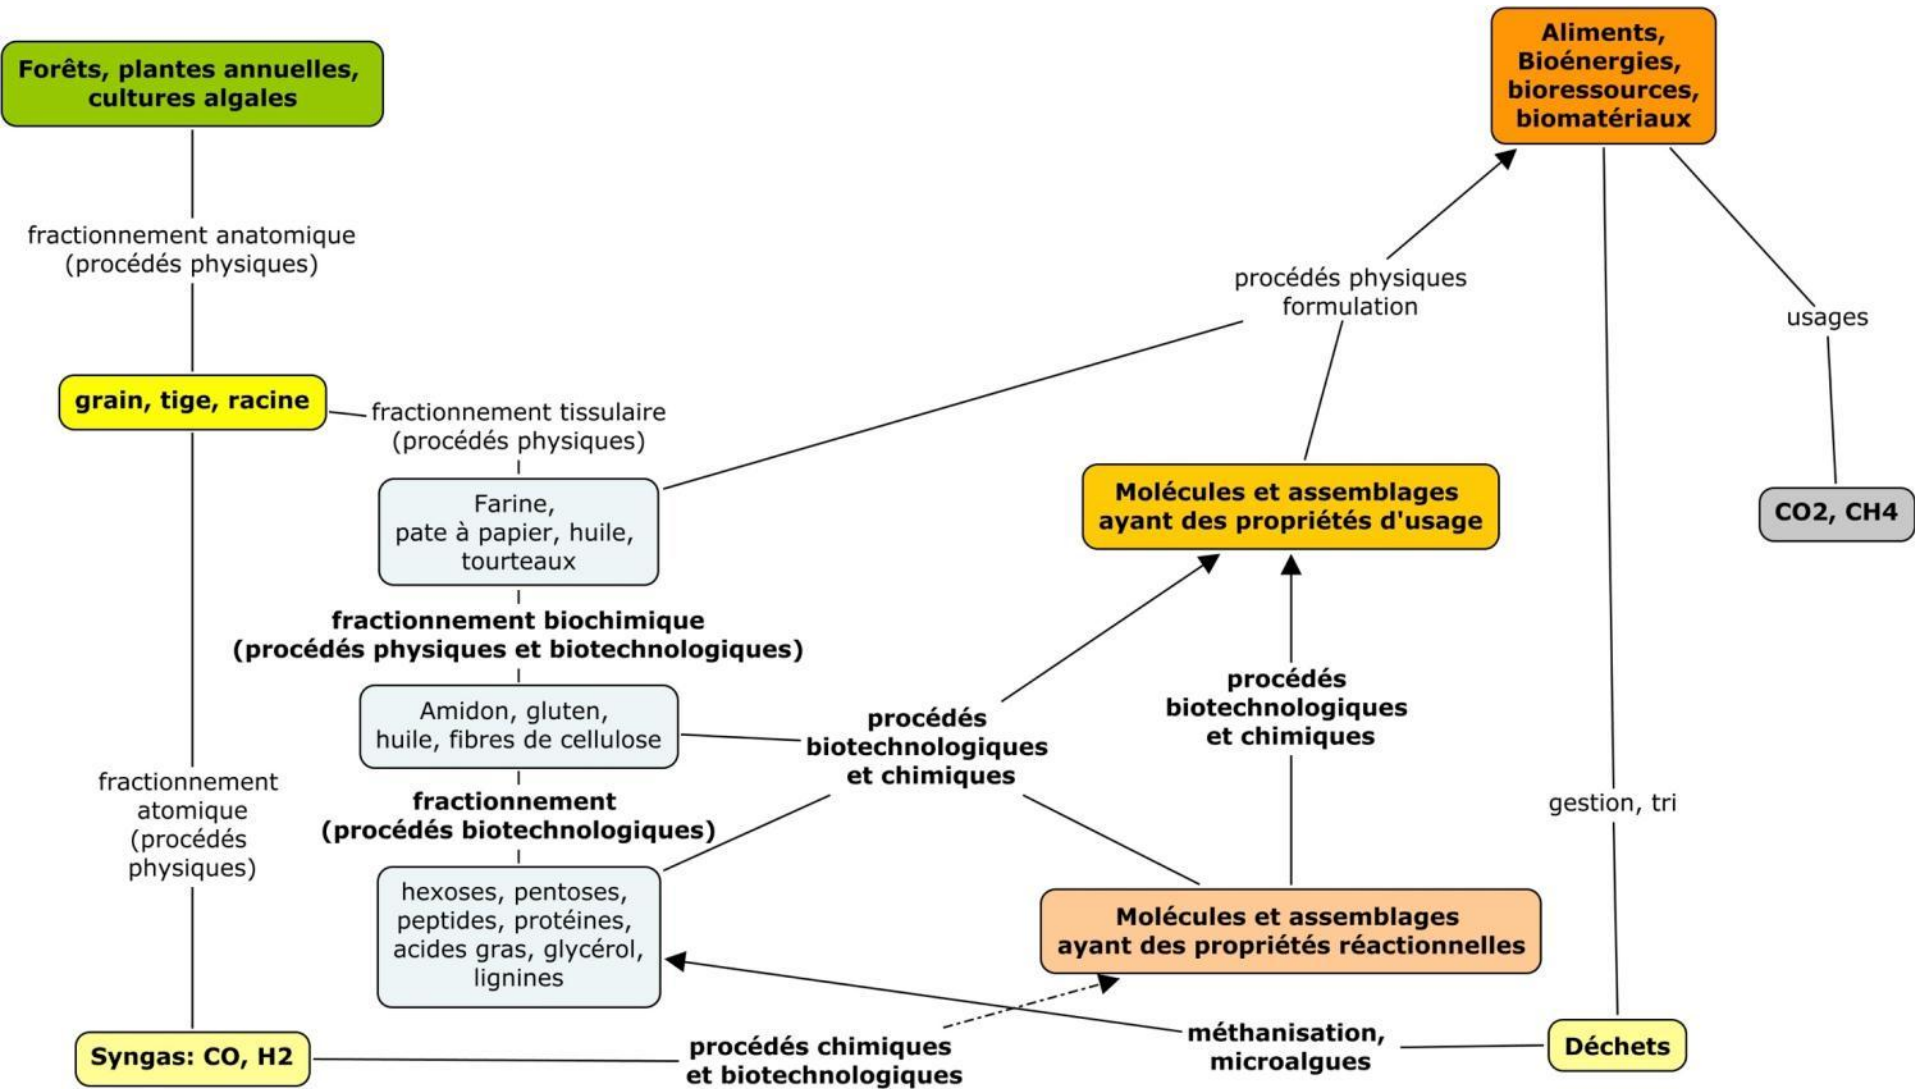 Forêts, plantes annuelles,
cultures algales
Aliments,
Bioénergies,
bioressources,
biomatériaux
fractionnement anatomique
(procédés physiques)
procédés physiques
formulation
usages
grain, tige, racine
fractionnement tissulaire
(procédés physiques)
Farine,
pate à papier, huile,
tourteaux
Molécules et assemblages
ayant des propriétés d'usage
CO2, CH4
fractionnement biochimique
(procédés physiques et biotechnologiques)
Amidon, gluten,
huile, fibres de cellulose
procédés
biotechnologiques
et chimiques
procédés
biotechnologiques
et chimiques
fractionnement
atomique
(procédés
physiques)
fractionnement
(procédés biotechnologiques)
gestion, tri
hexoses, pentoses,
peptides, protéines,
acides gras, glycérol,
lignines
Molécules et assemblages
ayant des propriétés réactionnelles
Syngas: CO, H2
procédés chimiques
et biotechnologiques
méthanisation,
microalgues
Déchets